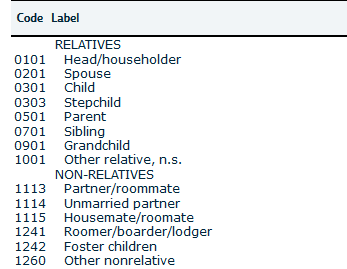 Code Label
RELATIVES
0101 Head/householder
0201 Spouse
0301 Child
0303 Stepchild
0501 Parent
0701 Sibling
0901 Grandchild
1001 Other relative, n.s.
NON-RELATIVES
1113 Partner/roommate
1114 Unmarried partner
1115 Housemate/roomate
1241 Roomer/boarder/lodger
1242 Foster children
1260 Other nonrelative